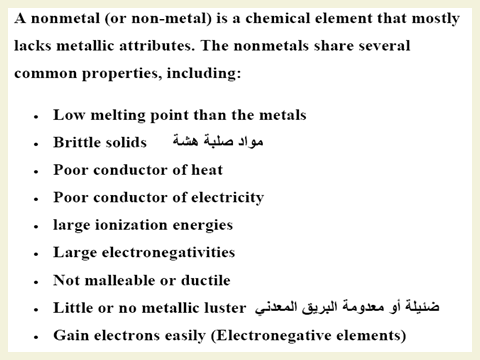 A nonmetal (or non-metal) is a chemical element that mostly
lacks metallic attributes. The nonmetals share several
common properties, including:
• Low melting point than the metals
• Brittle solids مواد صلبة هشة
• Poor conductor of heat
• Poor conductor of electricity
• large ionization energies
• Large electronegativities
• Not malleable or ductile
• Little or no metallic luster ضئيلة أو معدومة البريق المعدني
• Gain electrons easily (Electronegative elements)